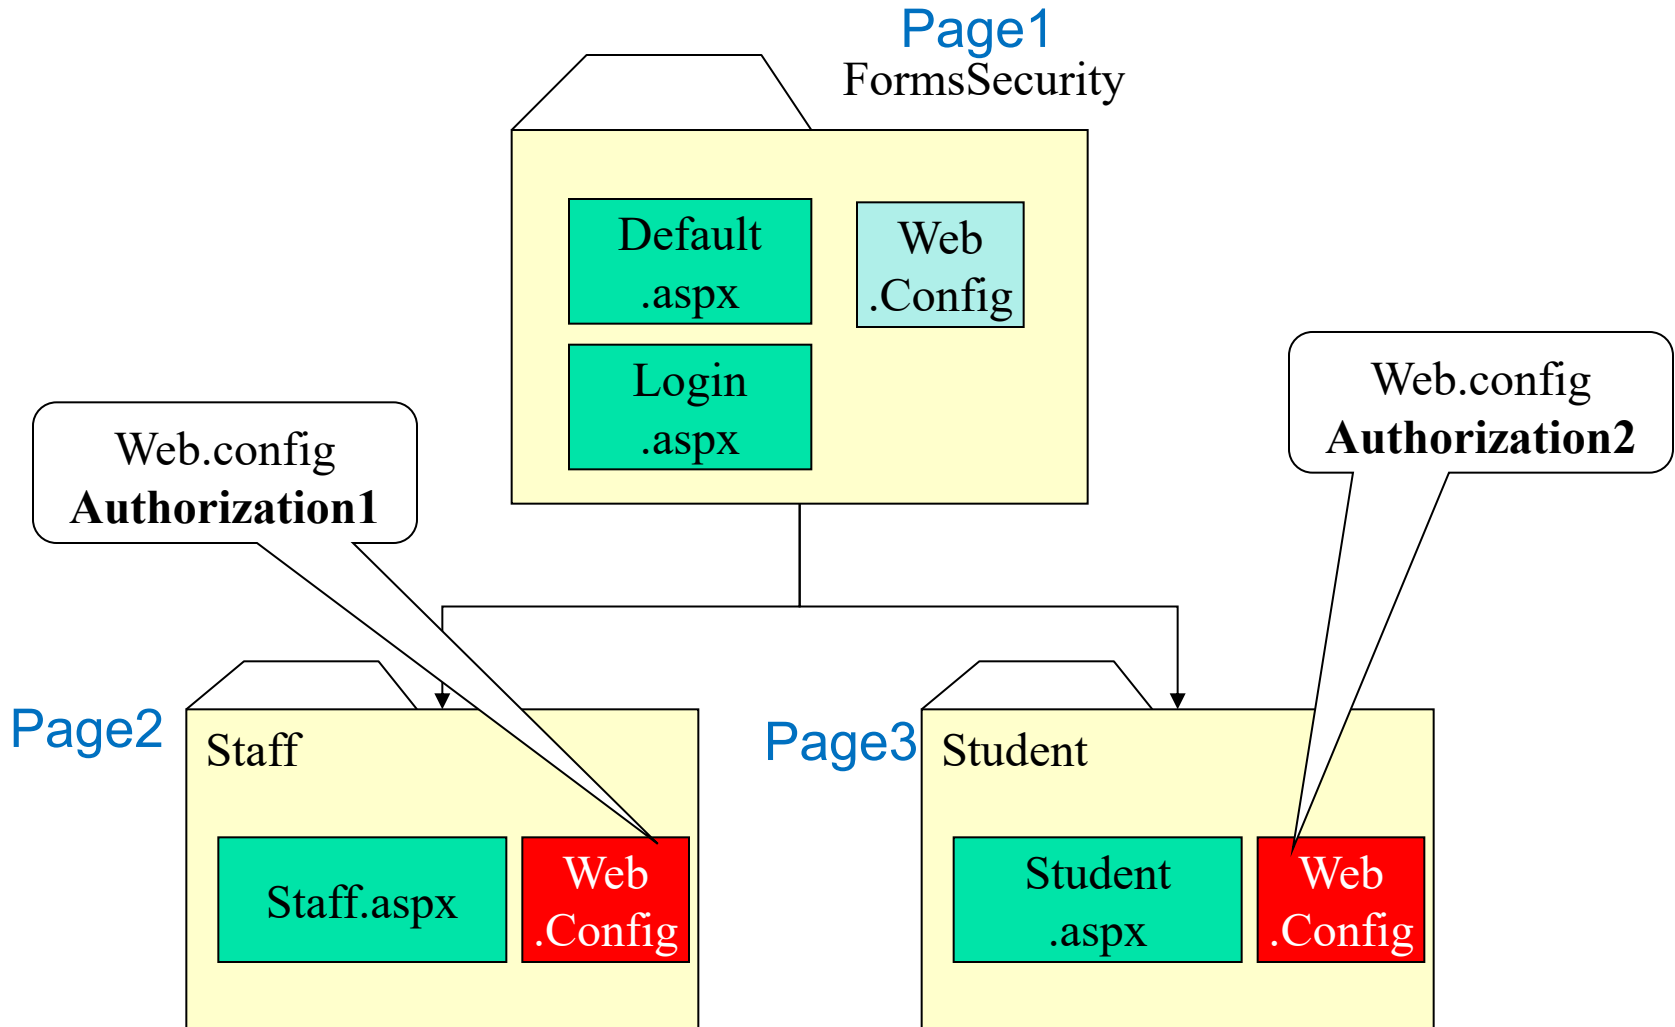 Page1
FormsSecurity
Default
.aspx
Web
.Config
Login
.aspx
Web.config
Authorization1
Web.config
Authorization2
Page2
Staff
Staff.aspx
Web
.Config
Page3
Student
Student
.aspx
Web
.Config